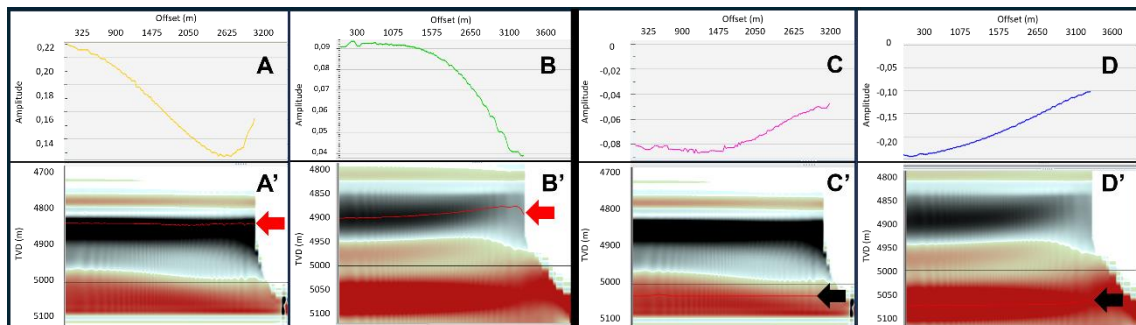 Offset (m)
325 900 1475 2050 2625 3200
Amplitude
0,22
0,20
0,18
0,16
0,14
A
Offset (m)
300 1075 1575 2650 3100 3600
Amplitude
0,09
0,08
0,07
0,06
0,05
0,04
B
Offset (m)
325 900 1475 2050 2625 3200
Amplitude
0
-0,02
-0,04
-0,06
-0,08
C
Offset (m)
300 1075 1575 2650 3100 3600
Amplitude
0
-0,05
-0,10
-0,15
-0,20
D
TVD (m)
4700
4800
4900
5000
5100
A'
TVD (m)
4800
4850
4900
4950
5000
5050
5100
B'
TVD (m)
4700
4800
4900
5000
5100
C'
TVD (m)
4800
4850
4900
4950
5000
5050
5100
D'